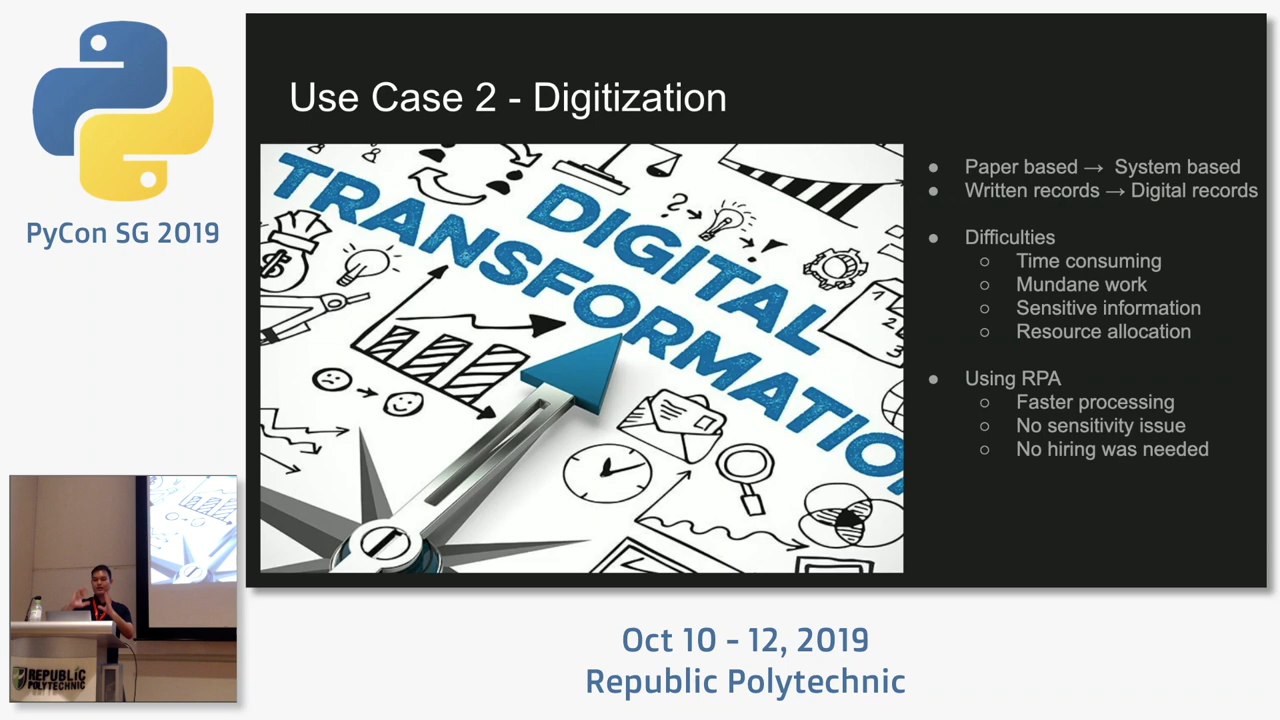 PyCon SG 2019
Use Case 2 - Digitization
DIGITAL
TRANSFORMATIO
● Paper based → System based
● Written records → Digital records
● Difficulties
○ Time consuming
○ Mundane work
○ Sensitive information
○ Resource allocation
● Using RPA
○ Faster processing
○ No sensitivity issue
○ No hiring was needed
REPUBLIC
POLYTECHNIC
Oct 10 - 12, 2019
Republic Polytechnic